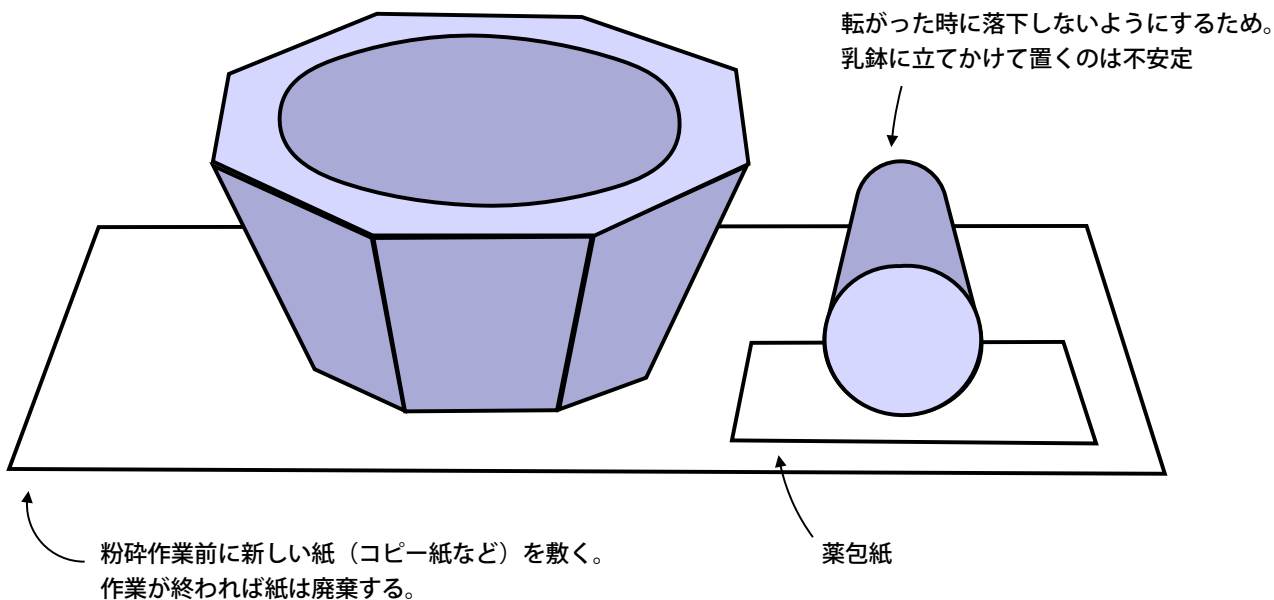 転がった時に落下しないようにするため。
乳鉢に立てかけて置くのは不安定
粉砕作業前に新しい紙（コピー紙など）を敷く。
作業が終われば紙は廃棄する。
薬包紙